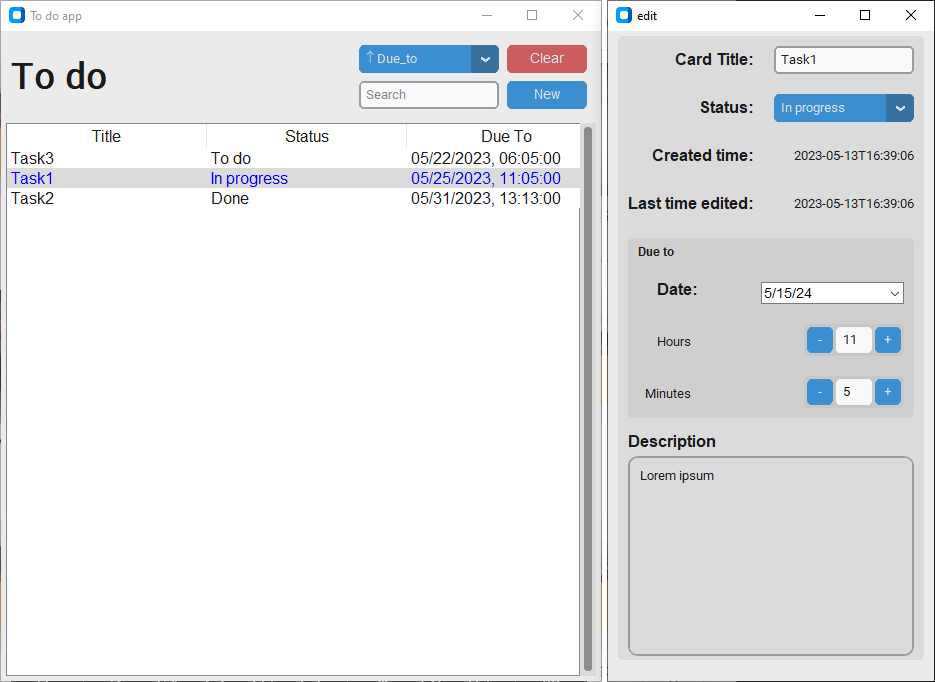 To do app
To do
↑ Due_to
Clear
Search
New
Title Status Due To
Task3 To do 05/22/2023, 06:05:00
Task1 In progress 05/25/2023, 11:05:00
Task2 Done 05/31/2023, 13:13:00
edit
Card Title: Task1
Status: In progress
Created time: 2023-05-13T16:39:06
Last time edited: 2023-05-13T16:39:06
Due to
Date: 5/15/24
Hours - 11 +
Minutes - 5 +
Description
Lorem ipsum